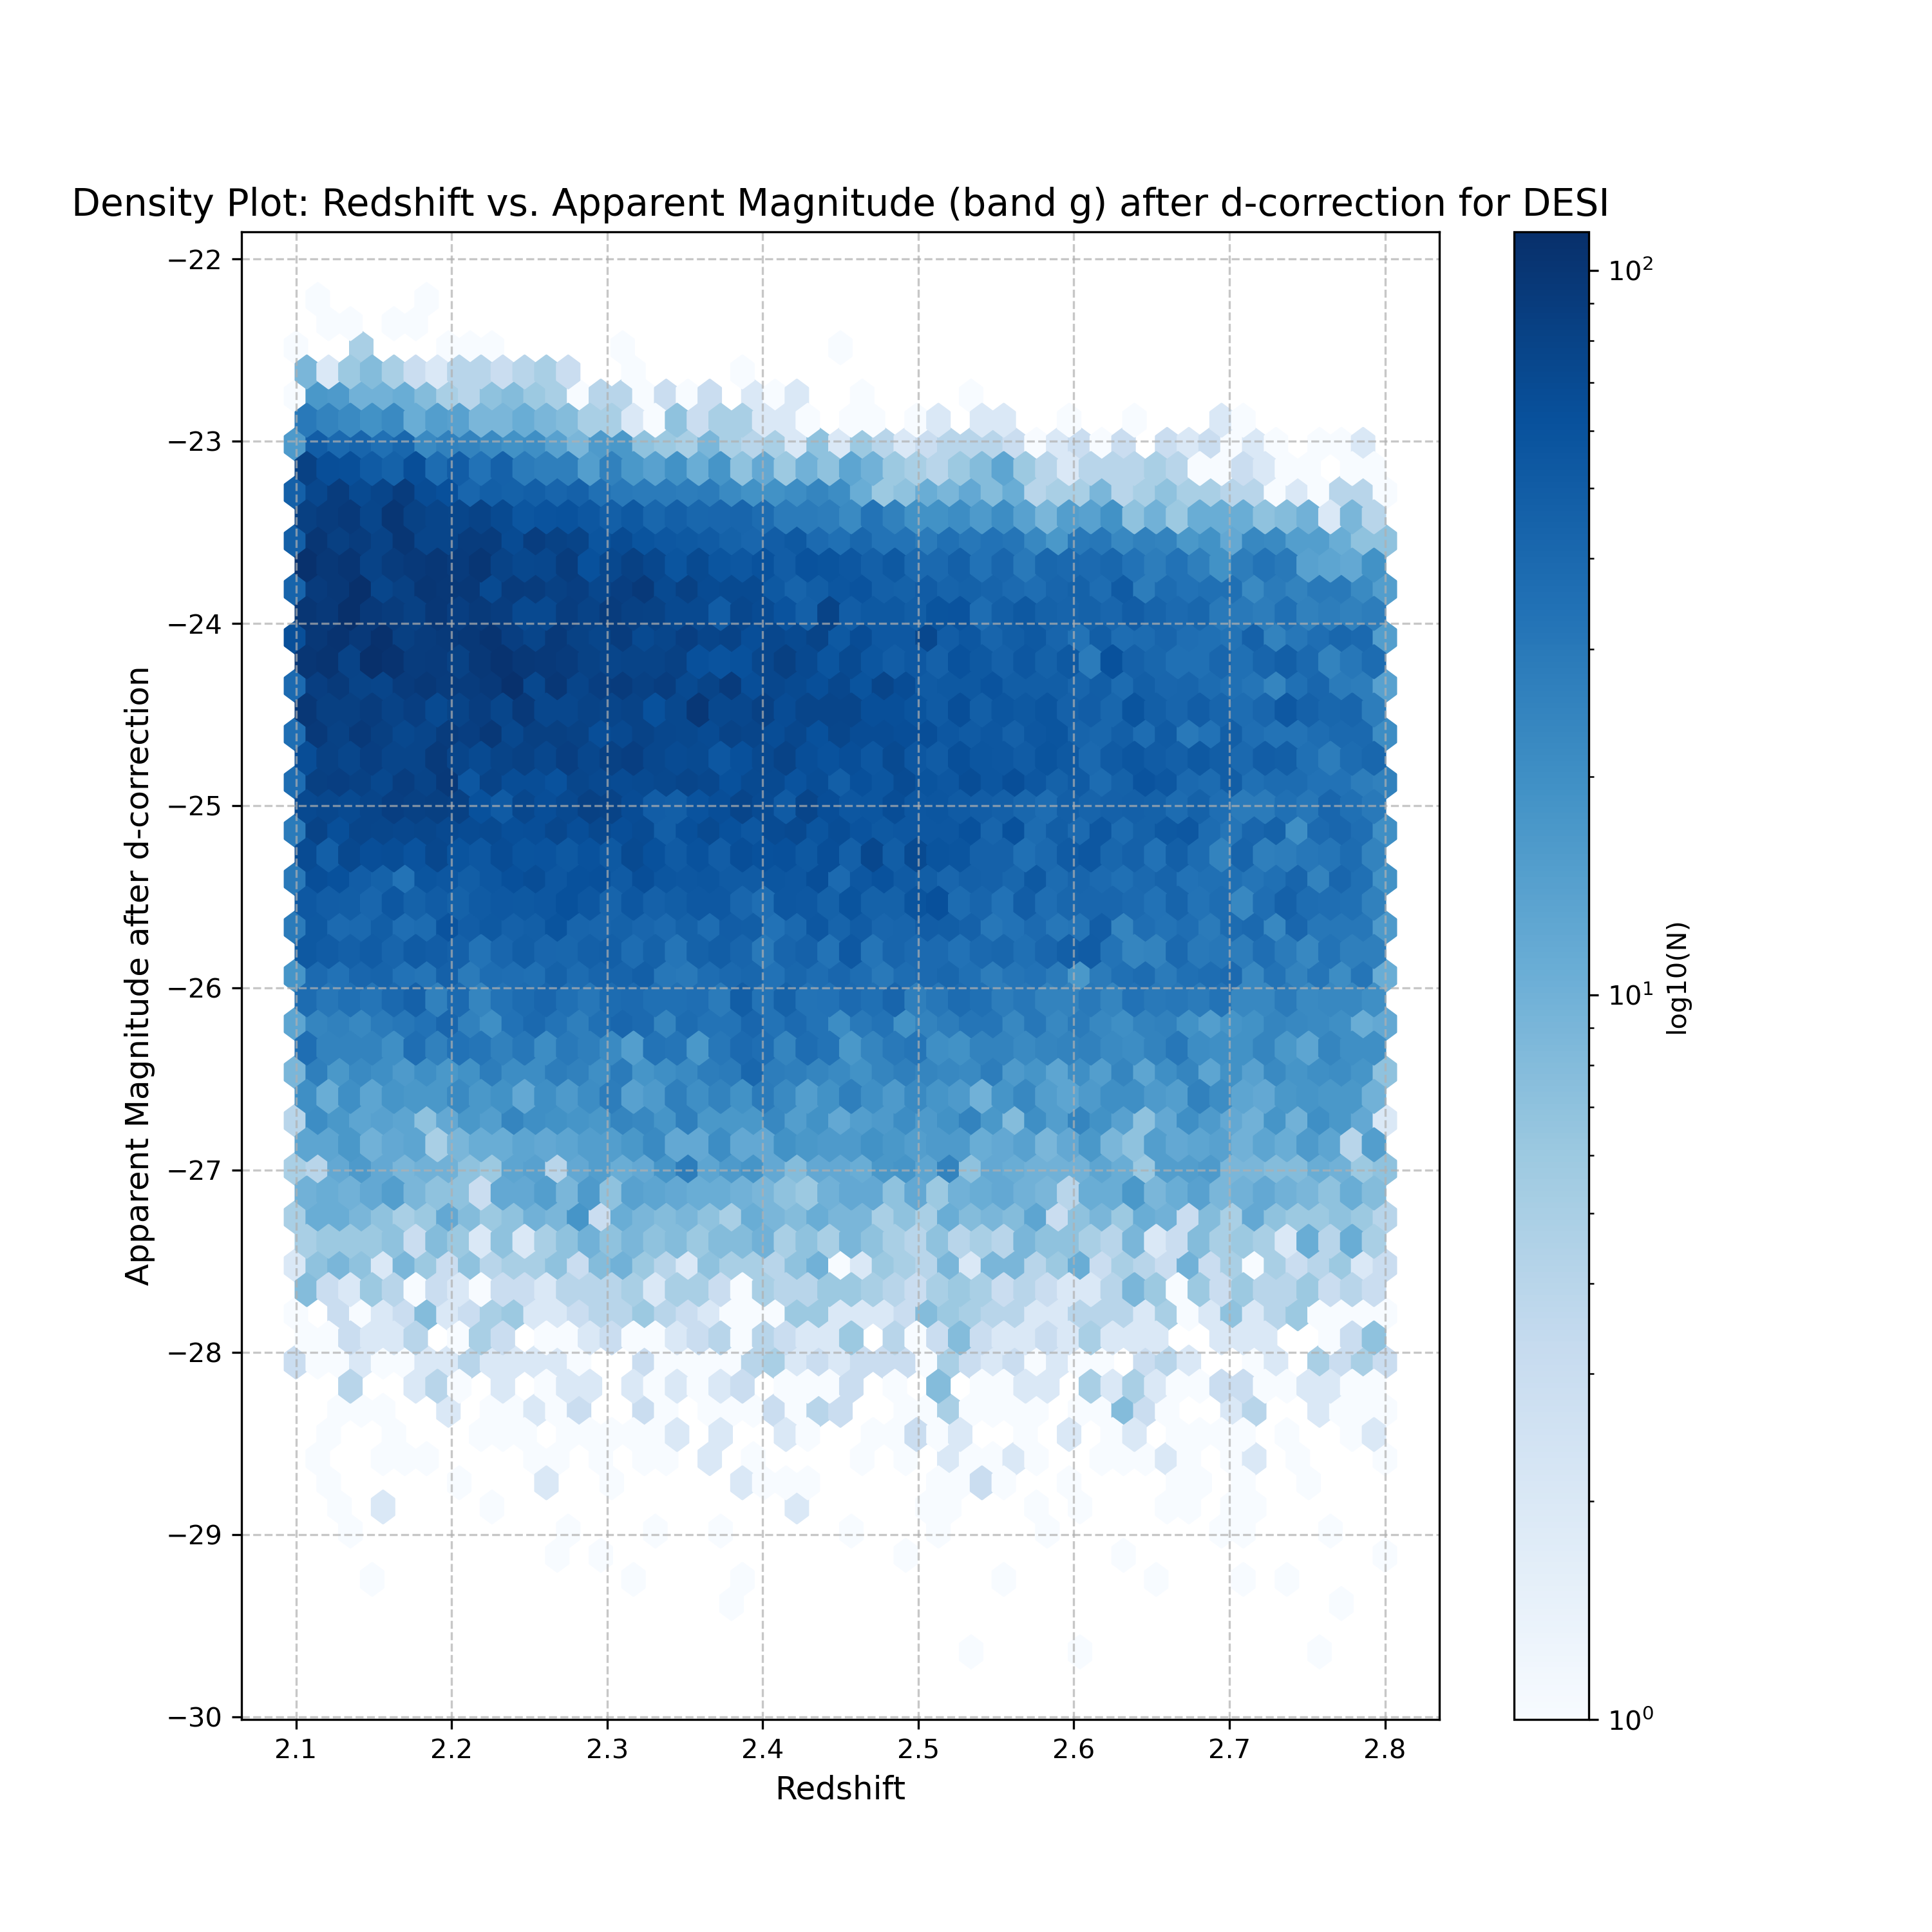 Density Plot: Redshift vs. Apparent Magnitude (band g) after d-correction for DESI
Apparent Magnitude after d-correction
−22
−23
−24
−25
−26
−27
−28
−29
−30
2.1 2.2 2.3 2.4 2.5 2.6 2.7 2.8
Redshift
10²
10¹
10⁰
log10(N)